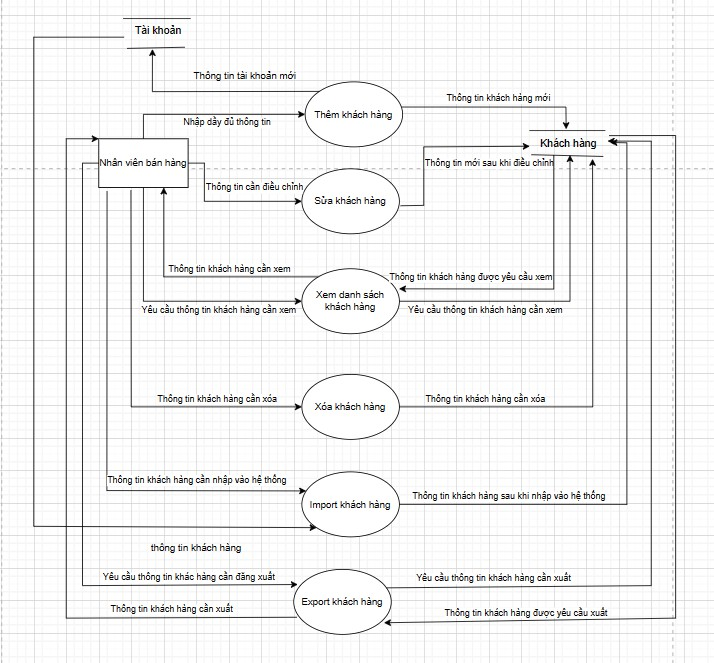 Tài khoản
Thông tin tài khoản mới
Thông tin khách hàng mới
Nhập dầy đủ thông tin
Thêm khách hàng
Khách hàng
Nhân viên bán hàng
Thông tin mới sau khi điều chỉnh
Thông tin cần điều chỉnh
Sửa khách hàng
Thông tin khách hàng cần xem
Thông tin khách hàng được yêu cầu xem
Xem danh sách
khách hàng
Yêu cầu thông tin khách hàng cần xem
Yêu cầu thông tin khách hàng cần xem
Thông tin khách hàng cần xóa
Xóa khách hàng
Thông tin khách hàng cần xóa
Thông tin khách hàng cần nhập vào hệ thống
Import khách hàng
Thông tin khách hàng sau khi nhập vào hệ thống
thông tin khách hàng
Yêu cầu thông tin khác hàng cần đăng xuất
Yêu cầu thông tin khách hàng cần xuất
Export khách hàng
Thông tin khách hàng cần xuất
Thông tin khách hàng được yêu cầu xuất